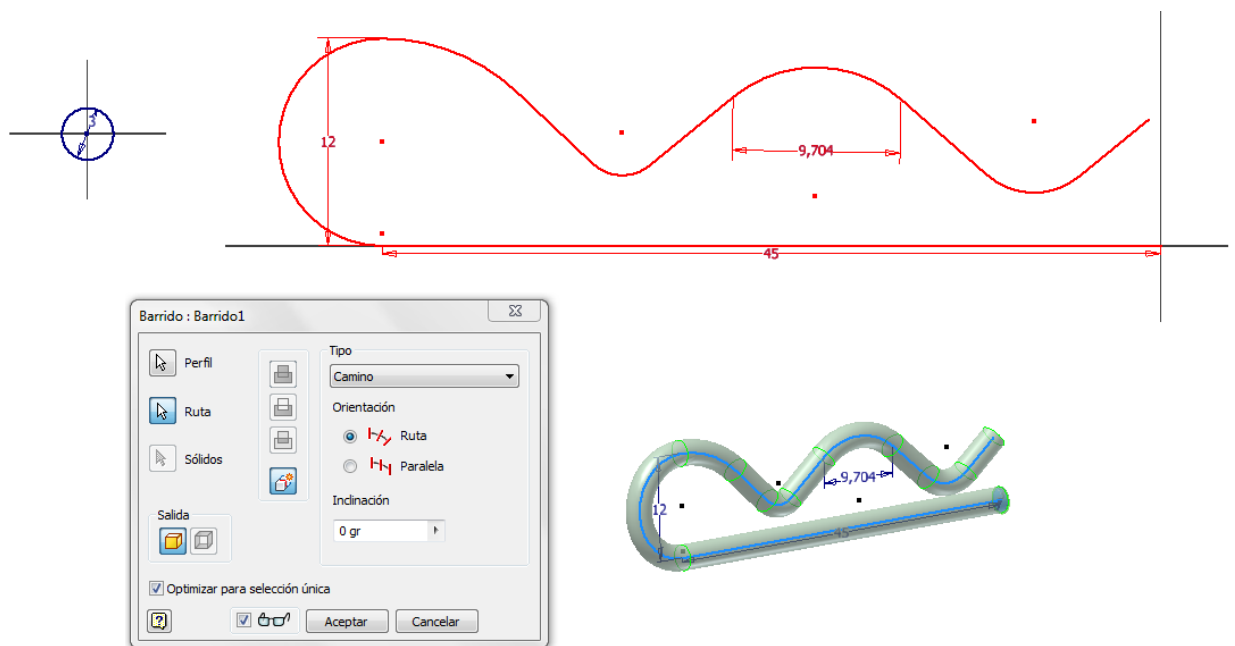 3
12
9,704
45
Barrido : Barrido1
Perfil
Ruta
Sólidos
Salida
Tipo
Camino
Orientación
Ruta
Paralela
Inclinación
0 gr
Optimizar para selección única
Aceptar
Cancelar
9,704
12
45